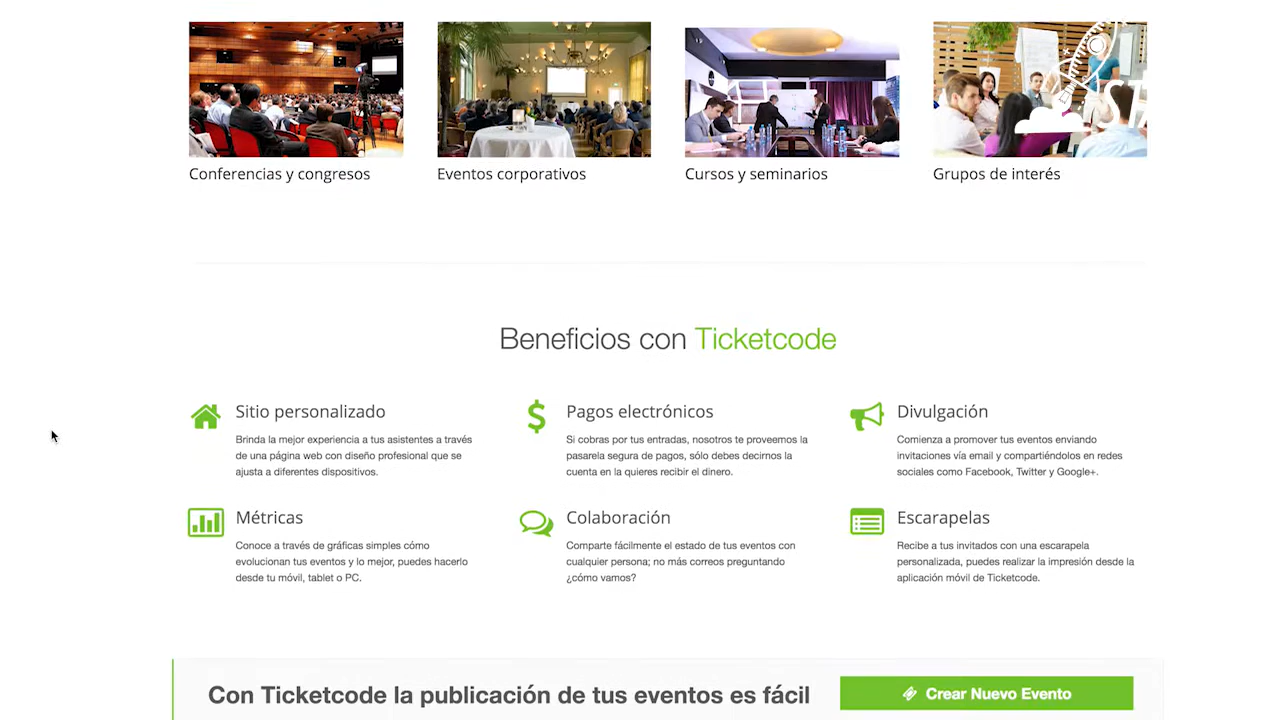 Conferencias y congresos
Eventos corporativos
Cursos y seminarios
Grupos de interés
Beneficios con Ticketcode
Sitio personalizado
Brinda la mejor experiencia a tus asistentes a través
de una página web con diseño profesional que se
ajusta a diferentes dispositivos.
Pagos electrónicos
Si cobras por tus entradas, nosotros te proveemos la
pasarela segura de pagos, sólo debes decirnos la
cuenta en la quieres recibir el dinero.
Divulgación
Comienza a promover tus eventos enviando
invitaciones vía email y compartiéndolos en redes
sociales como Facebook, Twitter y Google+.
Métricas
Conoce a través de gráficas simples cómo
evolucionan tus eventos y lo mejor, puedes hacerlo
desde tu móvil, tablet o PC.
Colaboración
Comparte fácilmente el estado de tus eventos con
cualquier persona; no más correos preguntando
¿cómo vamos?
Escarapelas
Recibe a tus invitados con una escarapela
personalizada, puedes realizar la impresión desde la
aplicación móvil de Ticketcode.
Con Ticketcode la publicación de tus eventos es fácil
Crear Nuevo Evento